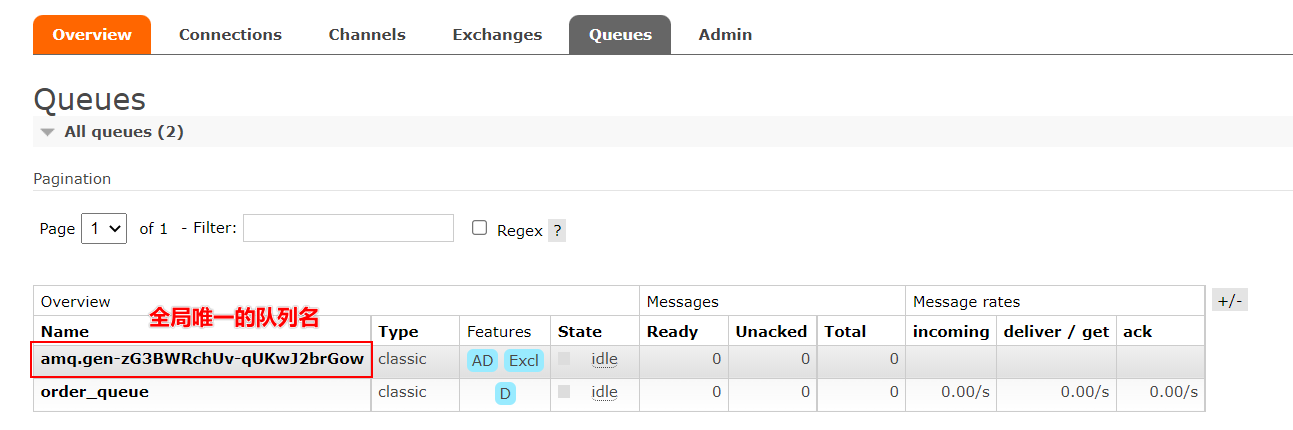 Overview Connections Channels Exchanges Queues Admin
Queues
All queues (2)
Pagination
Page 1 of 1 - Filter: Regex ?
Overview Messages Message rates +/-
全局唯一的队列名
Name Type Features State Ready Unacked Total incoming deliver / get ack
amq.gen-zG3BWRchUv-qUKwJ2brGow classic AD Excl idle 0 0 0
order_queue classic D idle 0 0 0 0.00/s 0.00/s 0.00/s